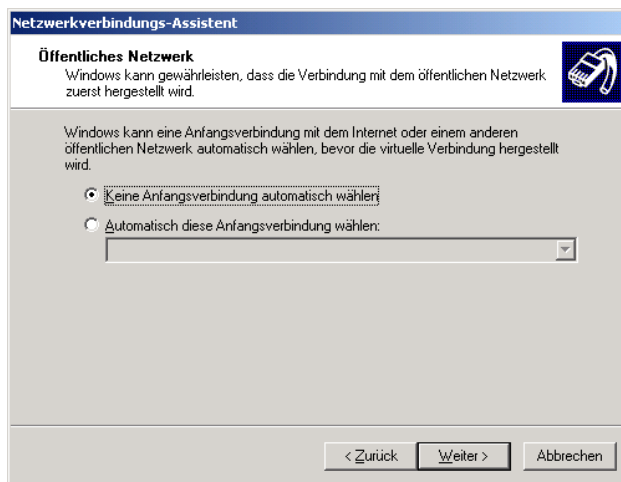 Netzwerkverbindungs-Assistent
Öffentliches Netzwerk
Windows kann gewährleisten, dass die Verbindung mit dem öffentlichen Netzwerk
zuerst hergestellt wird.
Windows kann eine Anfangsverbindung mit dem Internet oder einem anderen
öffentlichen Netzwerk automatisch wählen, bevor die virtuelle Verbindung hergestellt
wird.
Keine Anfangsverbindung automatisch wählen
Automatisch diese Anfangsverbindung wählen:
< Zurück Weiter > Abbrechen